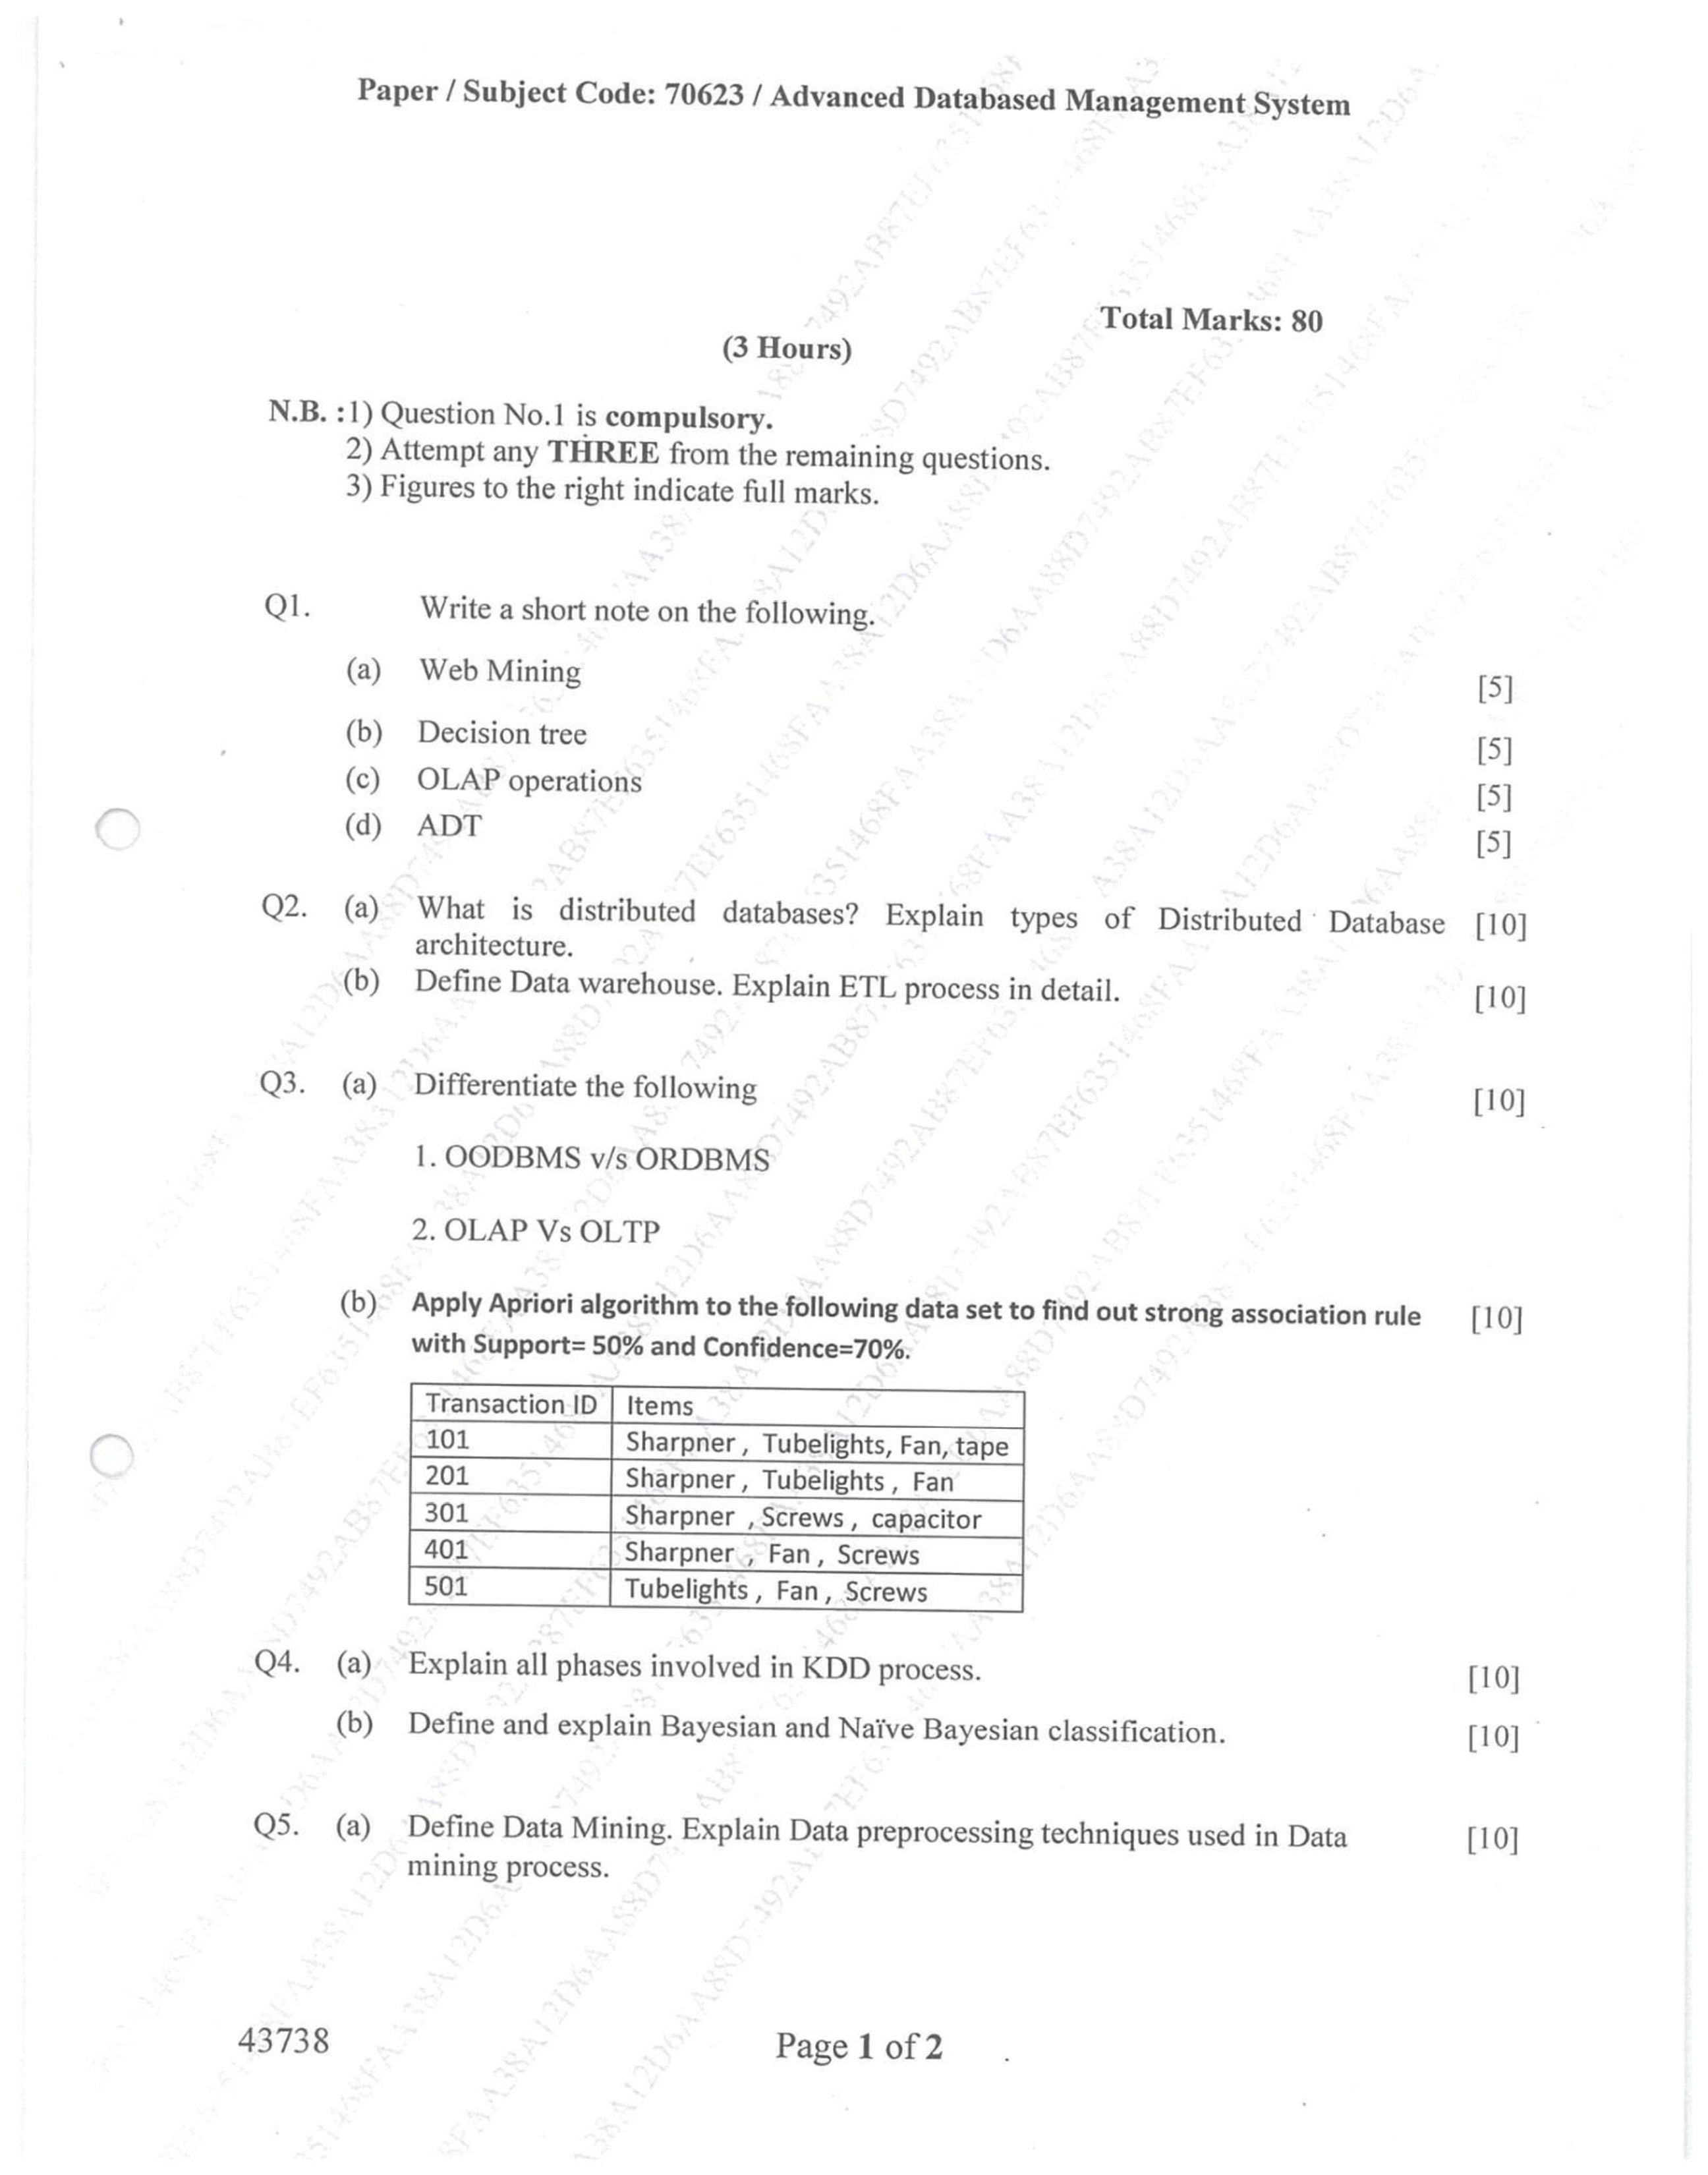 Paper / Subject Code: 70623 / Advanced Databased Management System
Total Marks: 80
(3 Hours)
N.B. :1) Question No.1 is compulsory.
2) Attempt any THREE from the remaining questions.
3) Figures to the right indicate full marks.
Q1. Write a short note on the following.
(a) Web Mining [5]
(b) Decision tree [5]
(c) OLAP operations [5]
(d) ADT [5]
Q2. (a) What is distributed databases? Explain types of Distributed Database [10]
architecture.
(b) Define Data warehouse. Explain ETL process in detail. [10]
Q3. (a) Differentiate the following [10]
1. OODBMS v/s ORDBMS
2. OLAP Vs OLTP
(b) Apply Apriori algorithm to the following data set to find out strong association rule [10]
with Support= 50% and Confidence=70%.
Transaction ID Items
101 Sharpner , Tubelights, Fan, tape
201 Sharpner , Tubelights , Fan
301 Sharpner , Screws , capacitor
401 Sharpner , Fan , Screws
501 Tubelights , Fan , Screws
Q4. (a) Explain all phases involved in KDD process. [10]
(b) Define and explain Bayesian and Naïve Bayesian classification. [10]
Q5. (a) Define Data Mining. Explain Data preprocessing techniques used in Data [10]
mining process.
43738 Page 1 of 2